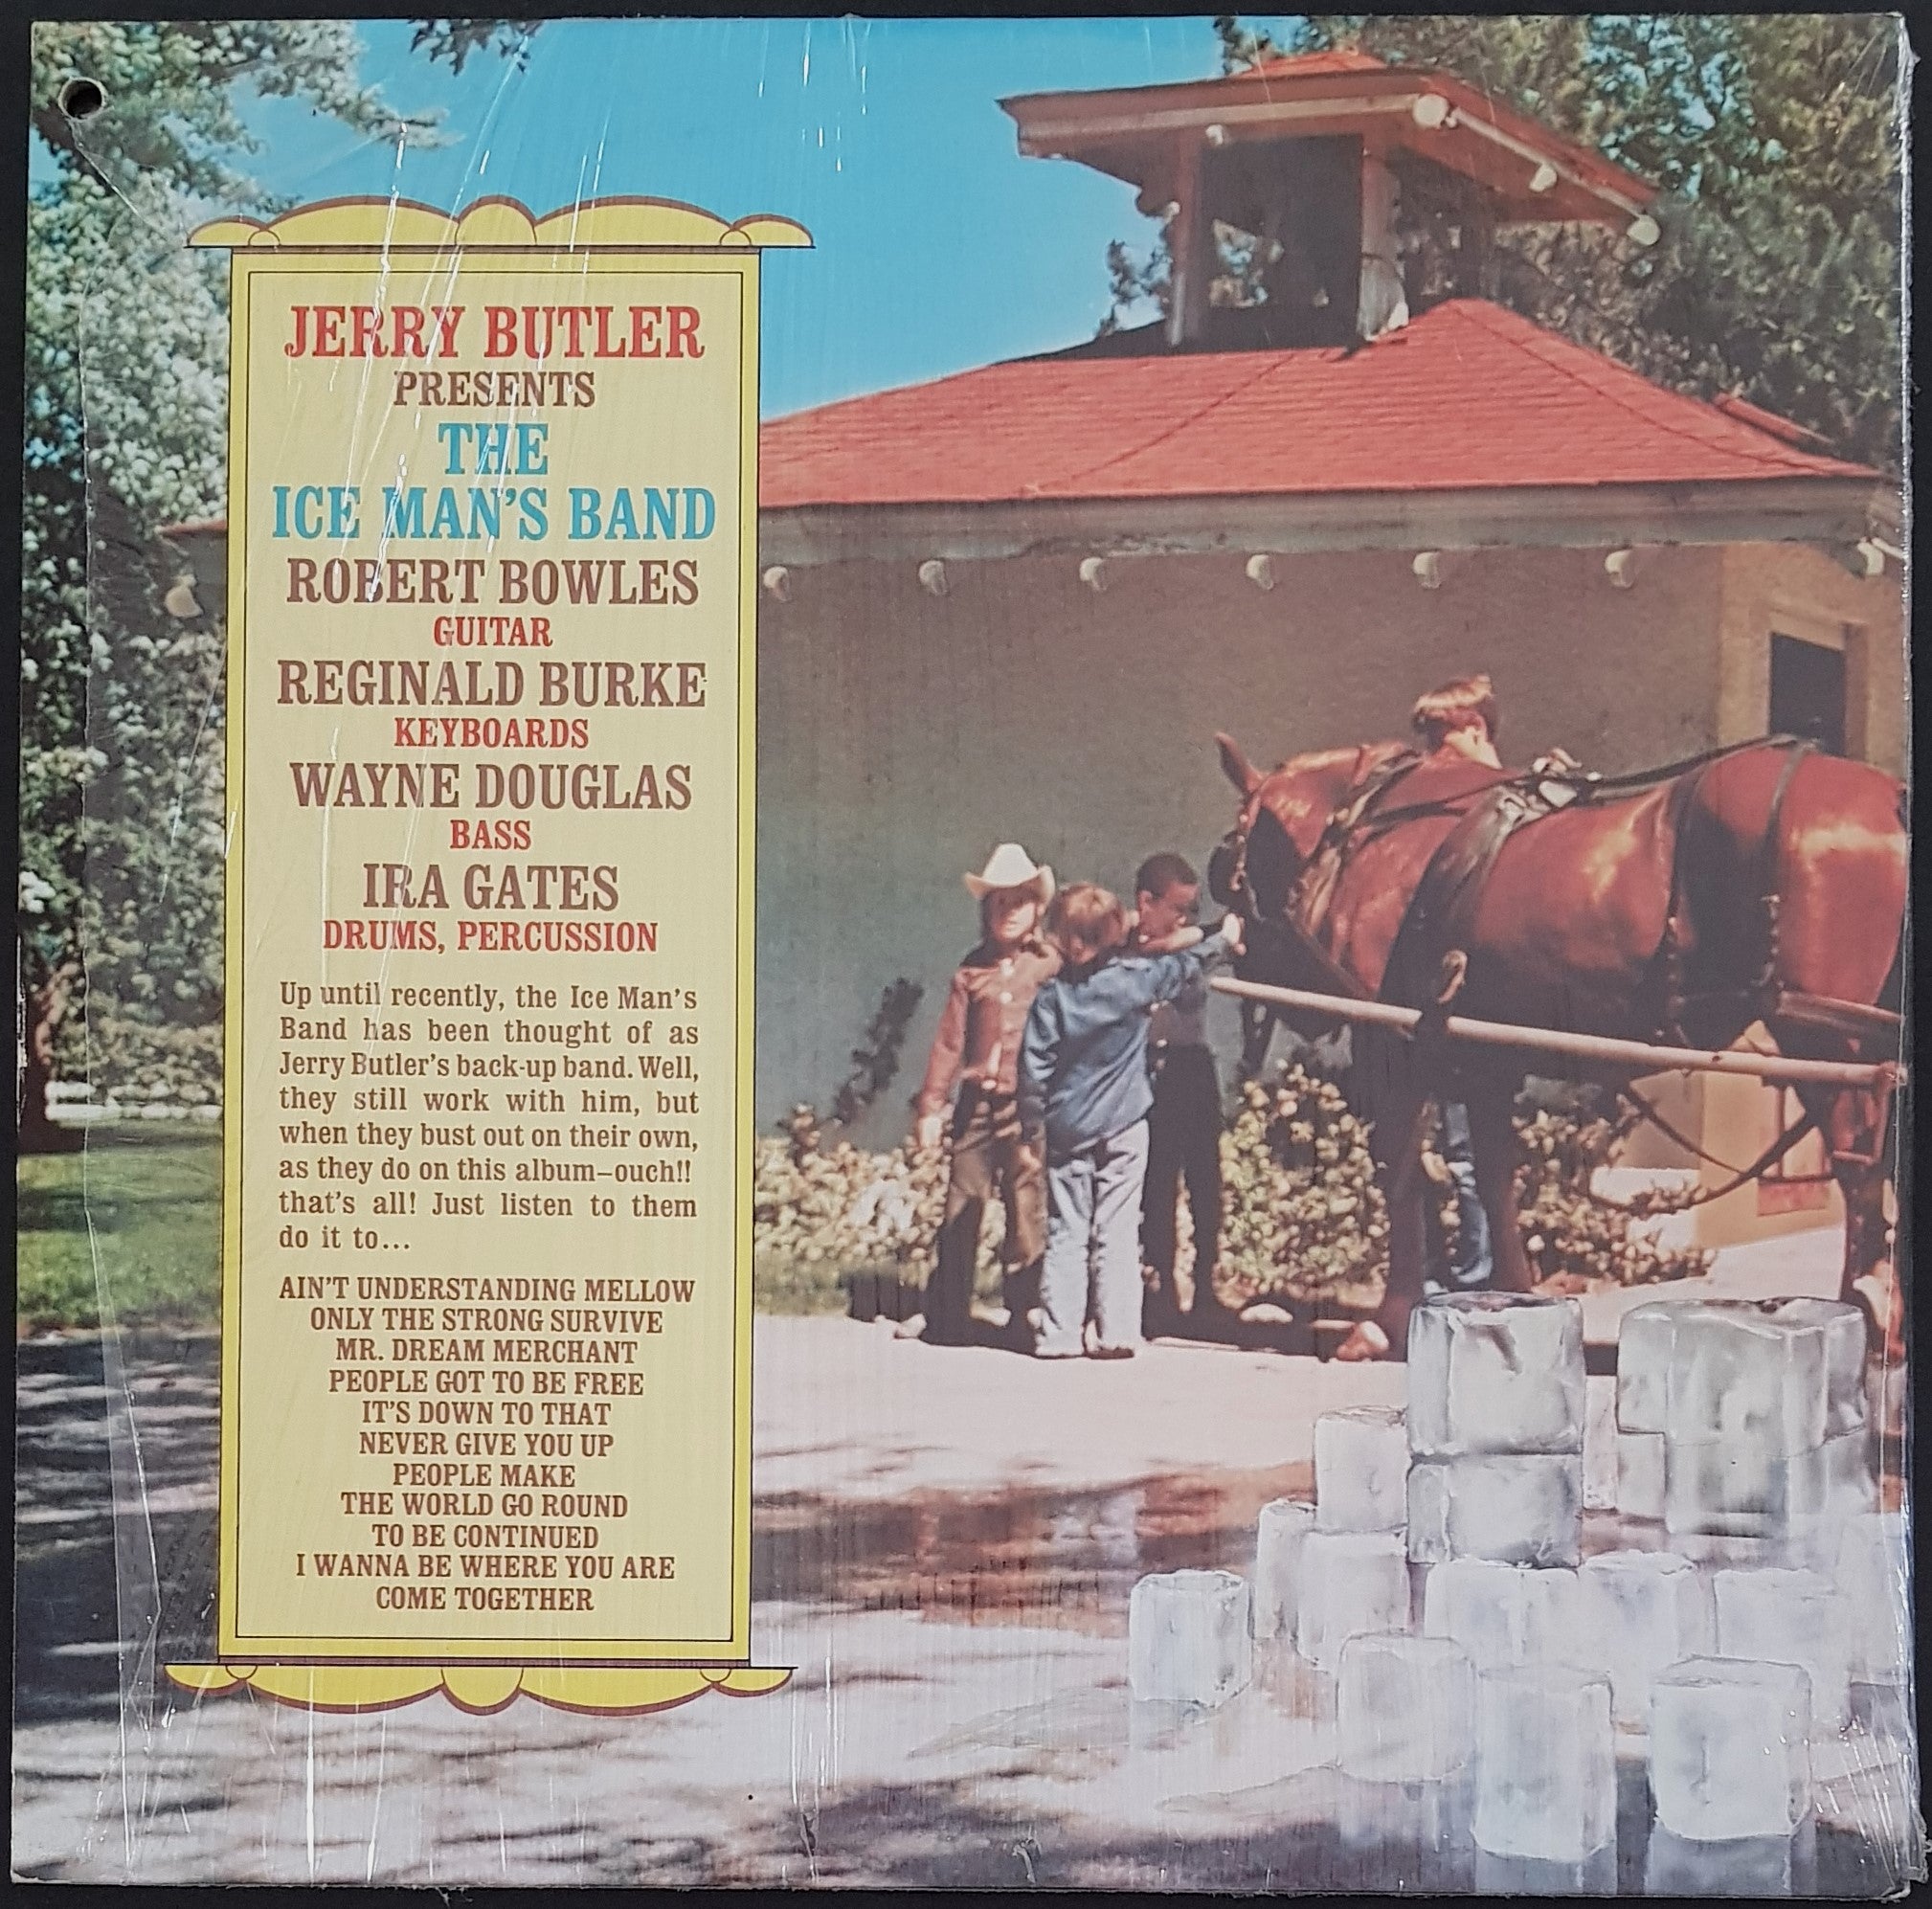 JERRY BUTLER
PRESENTS
THE
ICE MAN'S BAND
ROBERT BOWLES
GUITAR
REGINALD BURKE
KEYBOARDS
WAYNE DOUGLAS
BASS
IRA GATES
DRUMS, PERCUSSION
Up until recently, the Ice Man's
Band has been thought of as
Jerry Butler's back-up band. Well,
they still work with him, but
when they bust out on their own,
as they do on this album—ouch!!
that's all! Just listen to them
do it to...
AIN'T UNDERSTANDING MELLOW
ONLY THE STRONG SURVIVE
MR. DREAM MERCHANT
PEOPLE GOT TO BE FREE
IT'S DOWN TO THAT
NEVER GIVE YOU UP
PEOPLE MAKE
THE WORLD GO ROUND
TO BE CONTINUED
I WANNA BE WHERE YOU ARE
COME TOGETHER